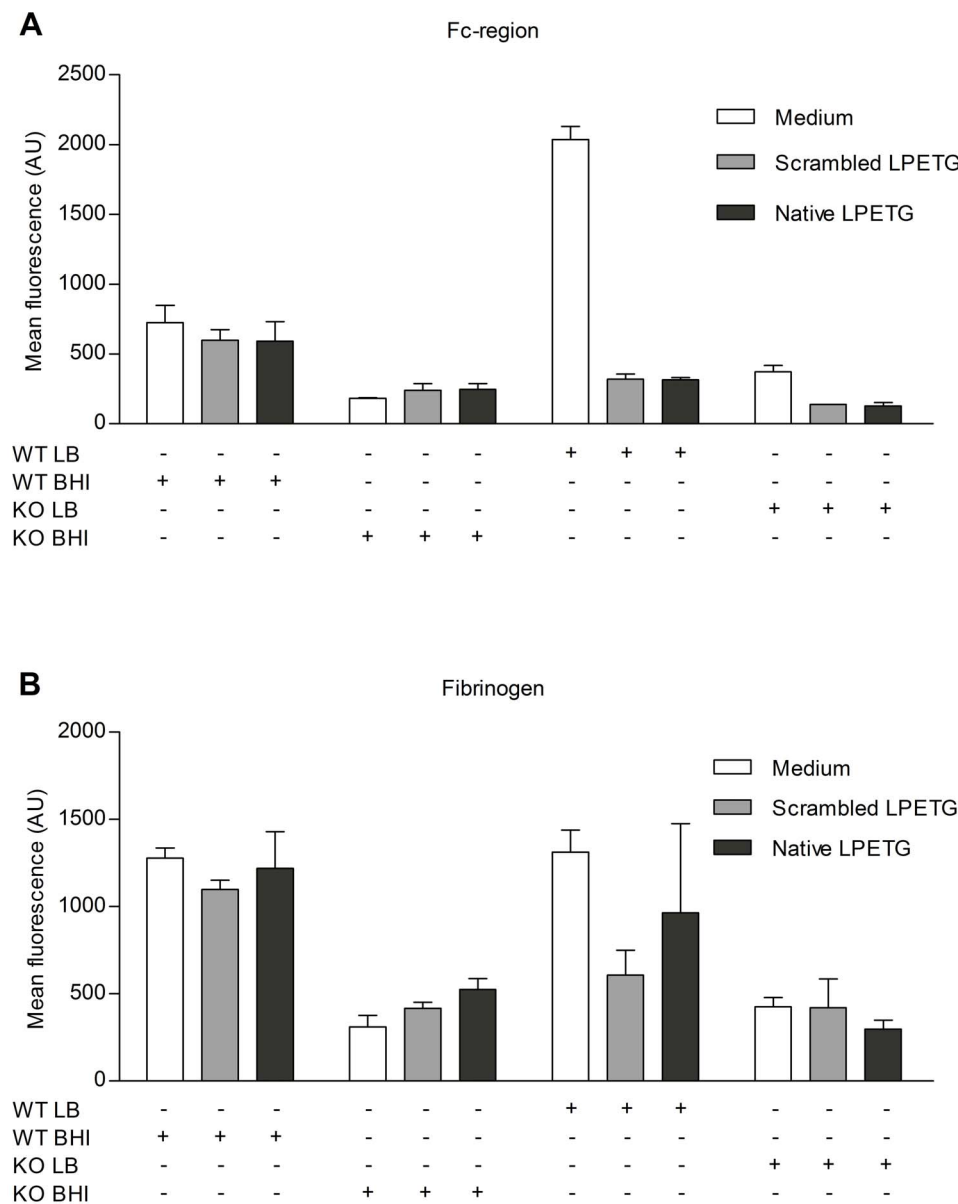 A
Fc-region
Mean fluorescence (AU)
2500
2000
1500
1000
500
0
Medium
Scrambled LPETG
Native LPETG
WT LB - - - - - - + + + - - -
WT BHI + + + - - - - - - - - -
KO LB - - - - - - - - - + + +
KO BHI - - - + + + - - - - - -
B
Fibrinogen
Mean fluorescence (AU)
2000
1500
1000
500
0
Medium
Scrambled LPETG
Native LPETG
WT LB - - - - - - + + + - - -
WT BHI + + + - - - - - - - - -
KO LB - - - - - - - - - + + +
KO BHI - - - + + + - - - - - -